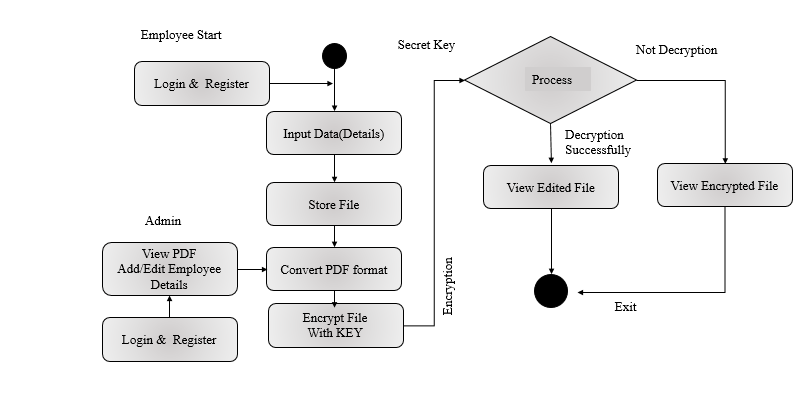 Employee Start
Login &  Register
Input Data(Details)
Store File
Admin
View PDF
Add/Edit Employee
Details
Convert PDF format
Login &  Register
Encrypt File
With KEY
Encryption
Secret Key
Process
Not Decryption
Decryption
Successfully
View Edited File
View Encrypted File
Exit